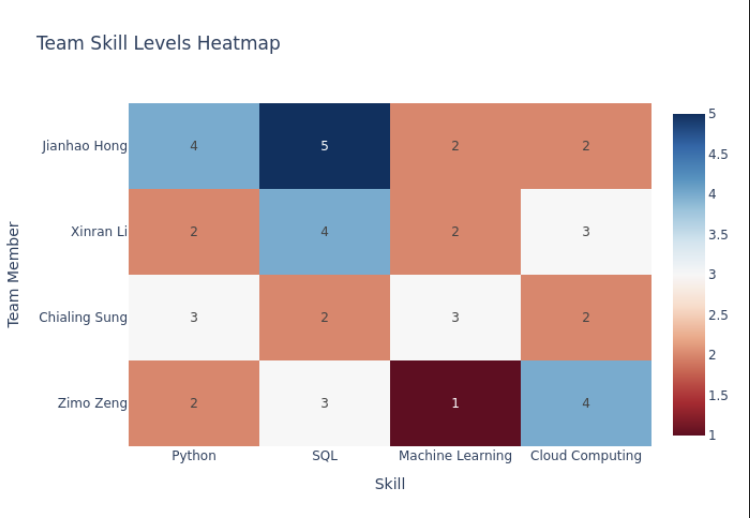 Team Skill Levels Heatmap
Team Member
Jianhao Hong 4 5 2 2
Xinran Li 2 4 2 3
Chialing Sung 3 2 3 2
Zimo Zeng 2 3 1 4
Python SQL Machine Learning Cloud Computing
Skill
5
4.5
4
3.5
3
2.5
2
1.5
1